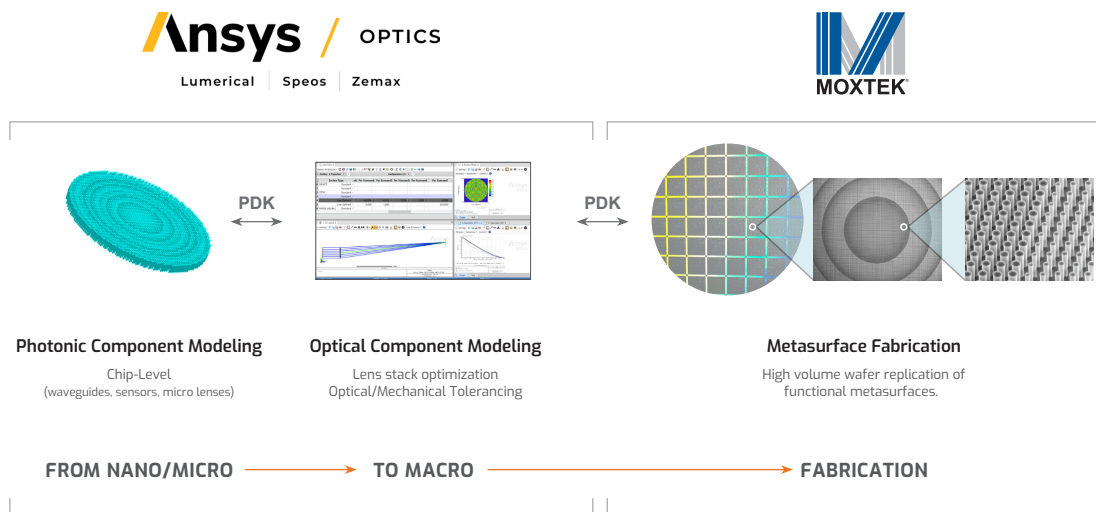 Ansys / OPTICS
Lumerical | Speos | Zemax
MOXTEK®
PDK
PDK
Photonic Component Modeling
Chip-Level
(waveguides, sensors, micro lenses)
Optical Component Modeling
Lens stack optimization
Optical/Mechanical Tolerancing
Metasurface Fabrication
High volume wafer replication of
functional metasurfaces.
FROM NANO/MICRO
TO MACRO
FABRICATION